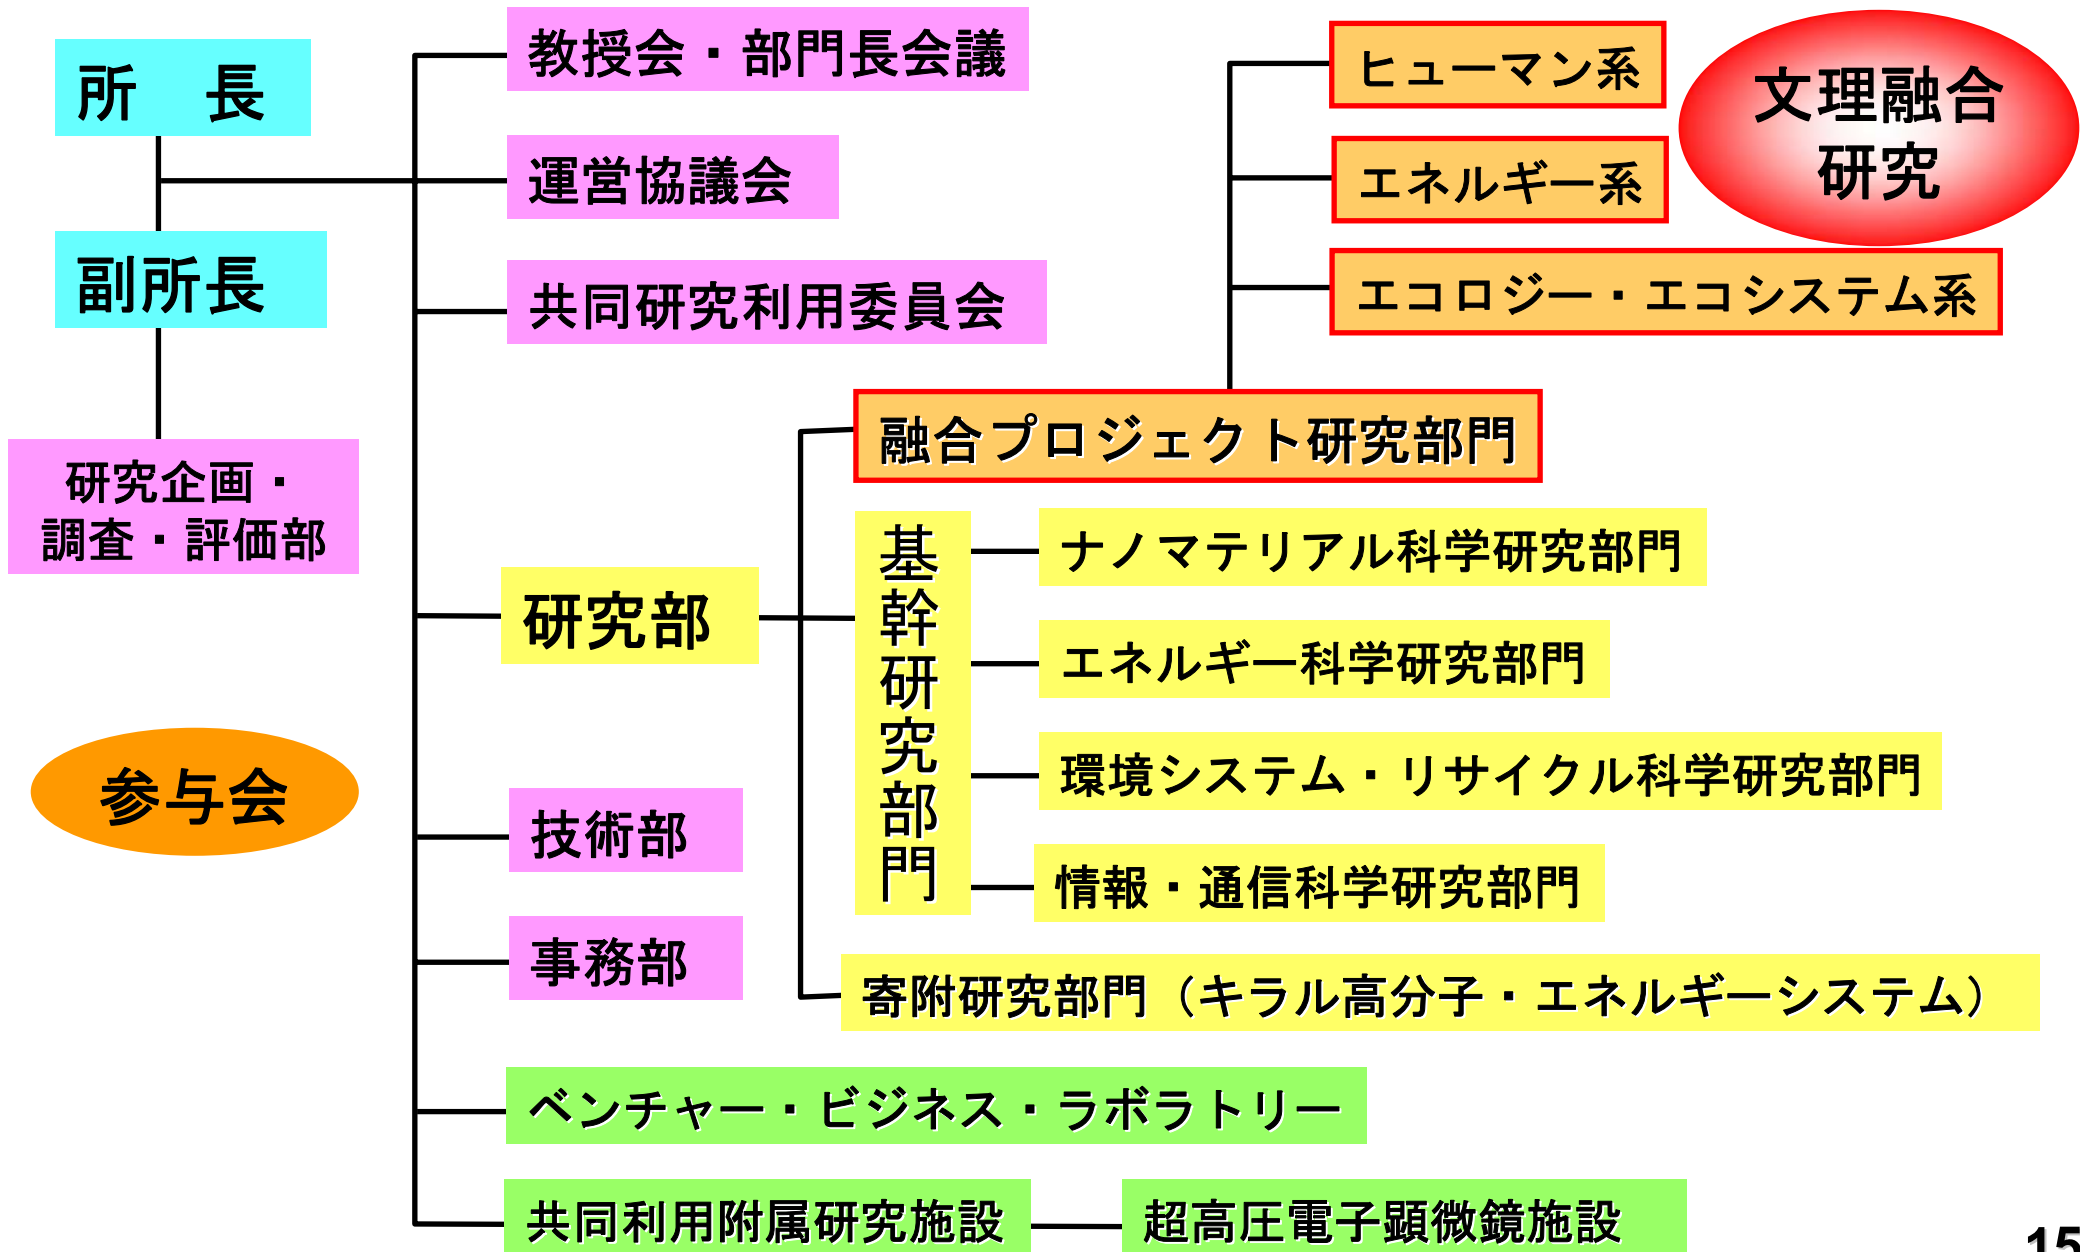 所　長
副所長
研究企画・
調査・評価部
参与会
教授会・部門長会議
運営協議会
共同研究利用委員会
研究部
技術部
事務部
ベンチャー・ビジネス・ラボラトリー
共同利用附属研究施設
超高圧電子顕微鏡施設
ヒューマン系
エネルギー系
エコロジー・エコシステム系
文理融合
研究
融合プロジェクト研究部門
基幹研究部門
ナノマテリアル科学研究部門
エネルギー科学研究部門
環境システム・リサイクル科学研究部門
情報・通信科学研究部門
寄附研究部門（キラル高分子・エネルギーシステム）
15